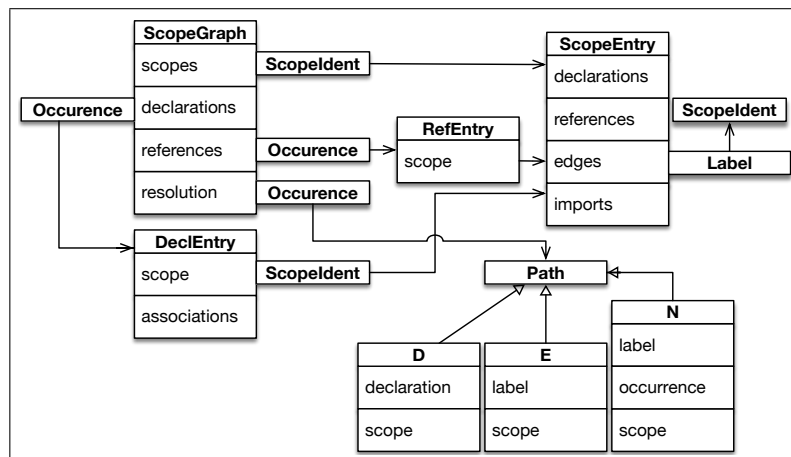 ScopeGraph
scopes
declarations
references
resolution
ScopeIdent
Occurence
Occurence
Occurence
RefEntry
scope
ScopeEntry
declarations
references
edges
imports
ScopeIdent
Label
DeclEntry
scope
associations
ScopeIdent
Path
D
declaration
scope
E
label
scope
N
label
occurrence
scope